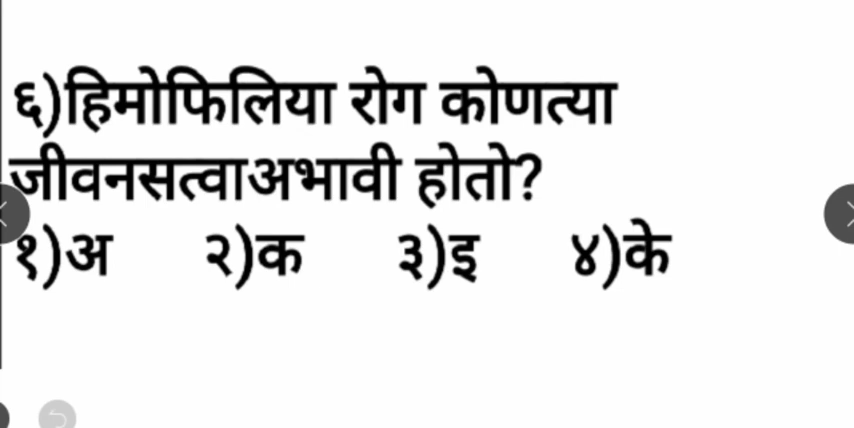 ६)हिमोफिलिया रोग कोणत्या
जीवनसत्वाअभावी होतो?
१)अ २)क ३)इ ४)के